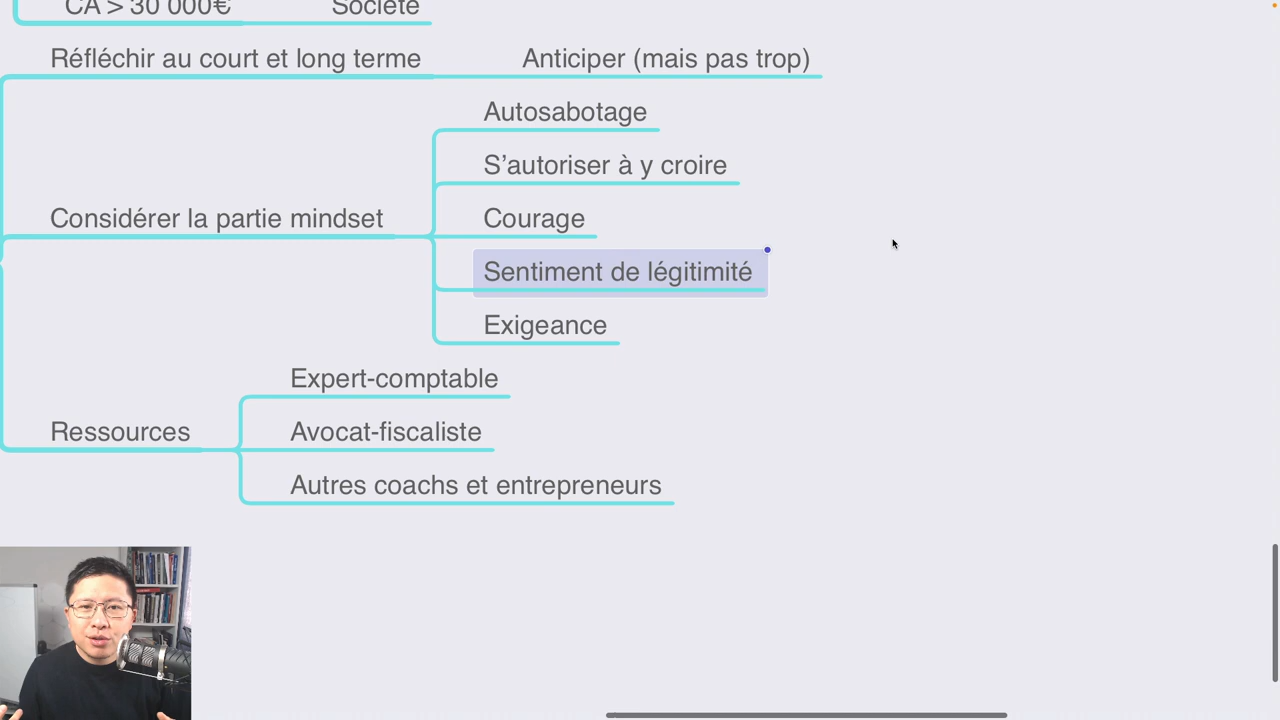 CA > 30 000€
Société
Réfléchir au court et long terme
Anticiper (mais pas trop)
Considérer la partie mindset
Autosabotage
S’autoriser à y croire
Courage
Sentiment de légitimité
Exigeance
Ressources
Expert-comptable
Avocat-fiscaliste
Autres coachs et entrepreneurs